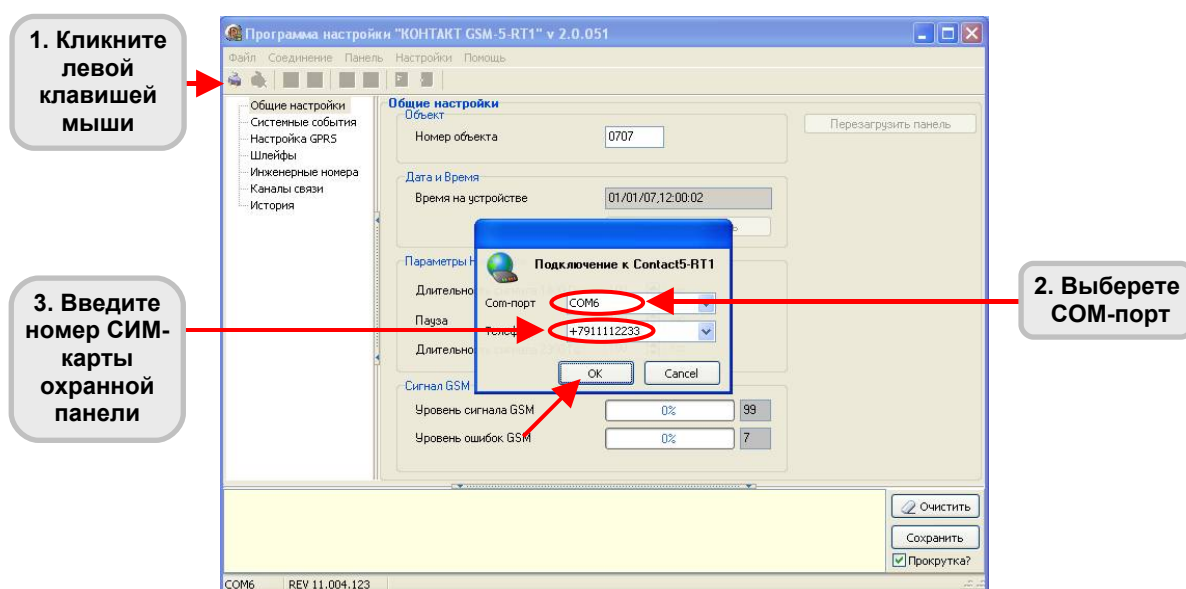 1. Кликните
левой
клавишей
мыши
Программа настройки "КОНТАКТ GSM-5-RT1" v 2.0.051
Файл Соединение Панель Настройки Помощь
Общие настройки
Системные события
Настройка GPRS
Шлейфы
Инженерные номера
Каналы связи
История
Общие настройки
Объект
Номер объекта 0707
Перезагрузить панель
Дата и Время
Время на устройстве 01/01/07,12:00:02
Параметры
Длительно
Пауза
Длительно
Подключение к Contact5-RT1
Com-порт COM6
+7911112233
OK Cancel
2. Выберете
COM-порт
3. Введите
номер СИМ-
карты
охранной
панели
Сигнал GSM
Уровень сигнала GSM 0% 99
Уровень ошибок GSM 0% 7
Очистить
Сохранить
Прокрутка?
COM6 REV 11.004.123